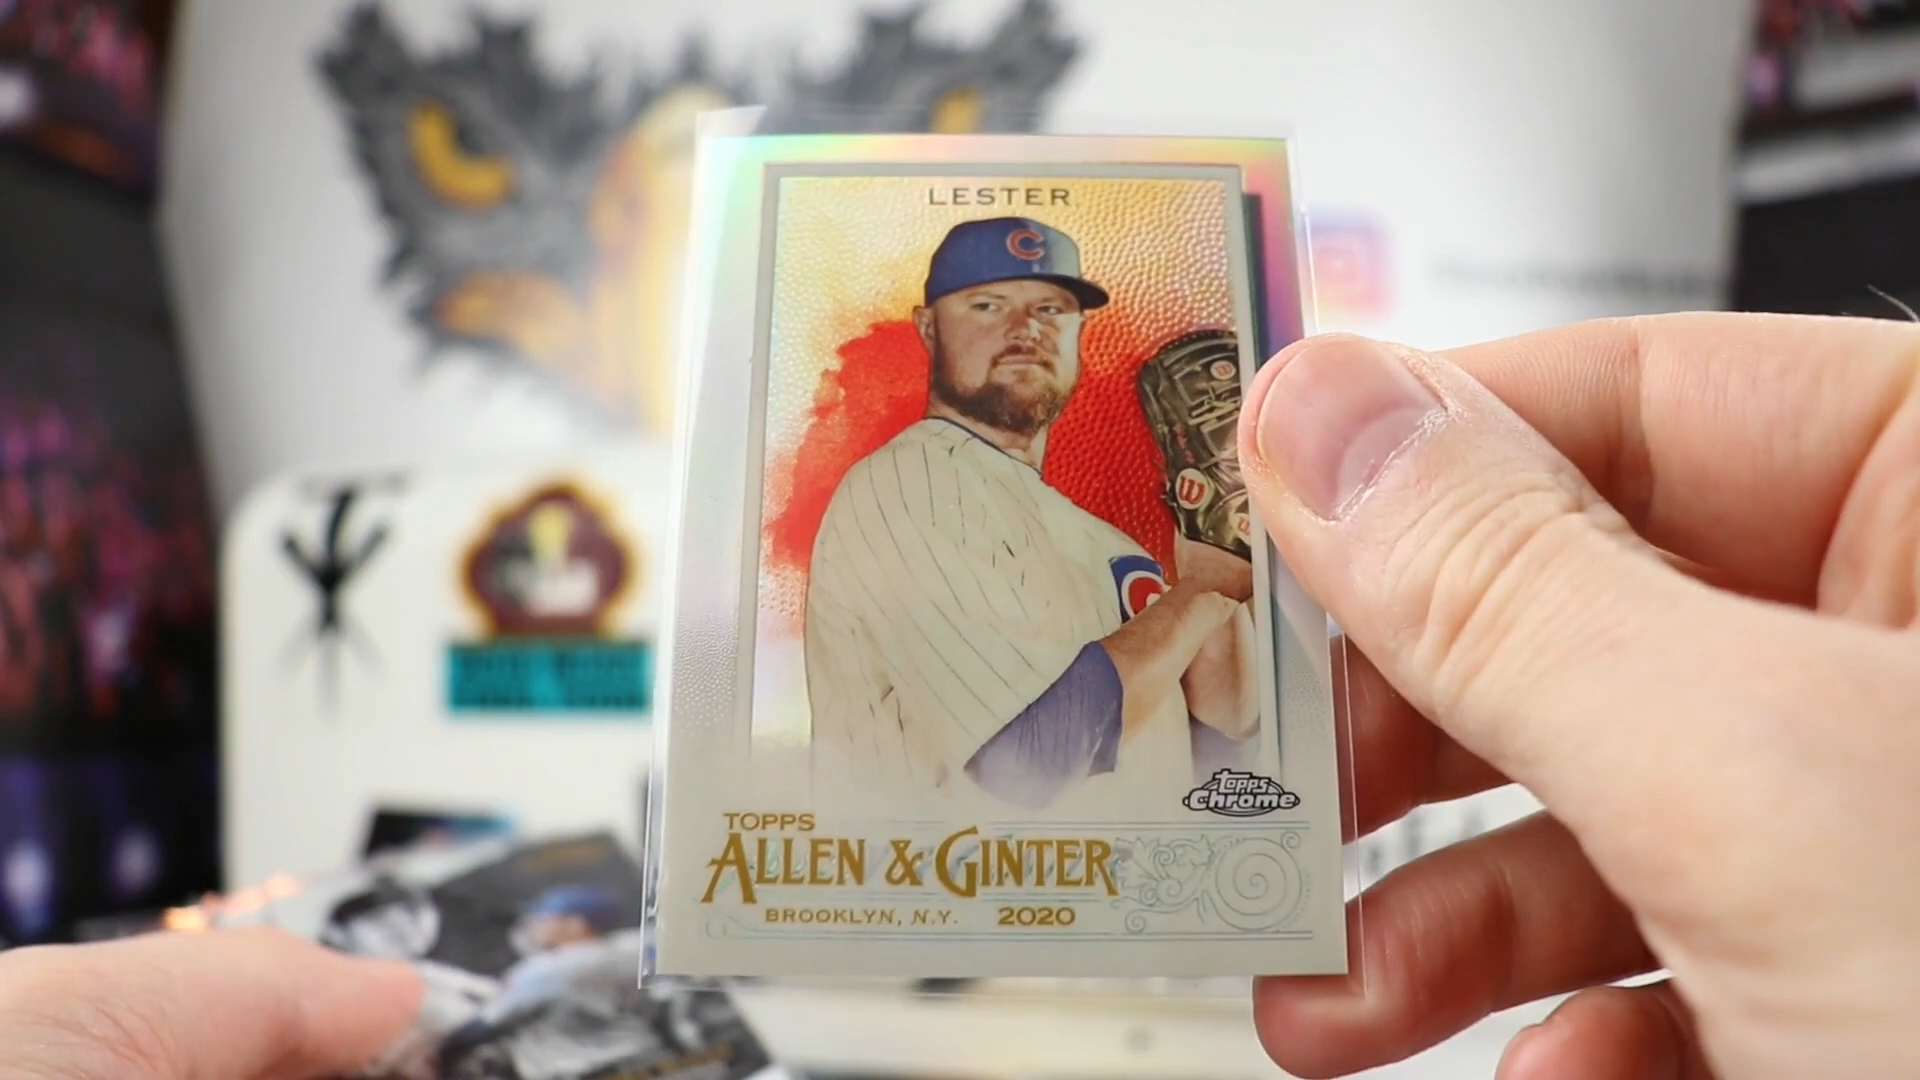 LESTER
C
W
C
Topps
Chrome
TOPPS
ALLEN & GINTER
BROOKLYN, N.Y. 2020